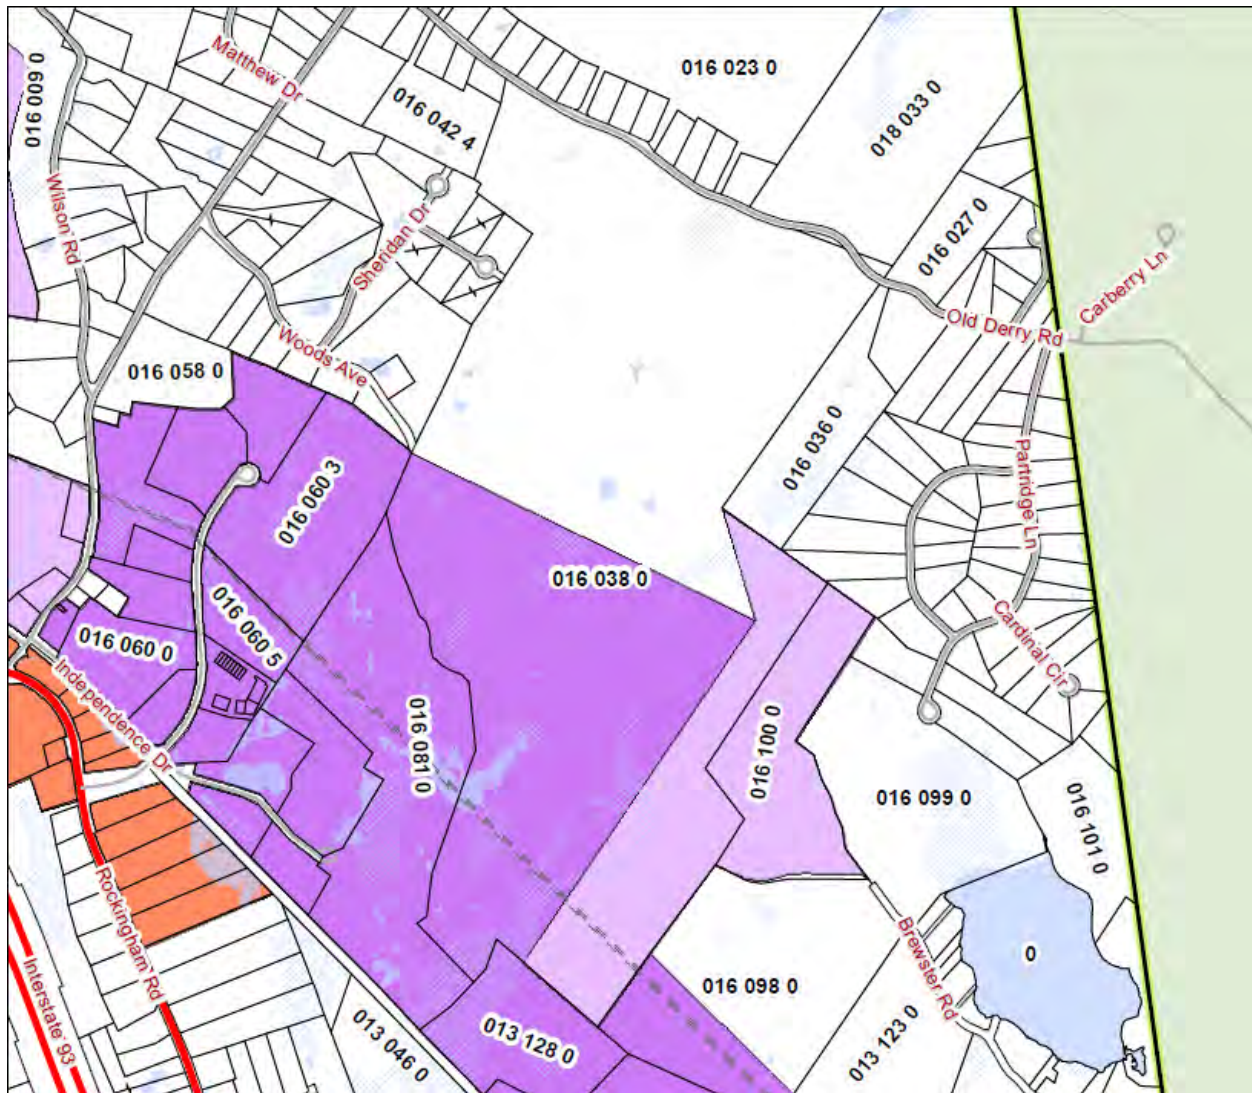 016 009 0
Matthew Dr
016 042 4
016 023 0
018 033 0
Wilson Rd
Sheridan Dr
016 027 0
Carberry Ln
Old Derry Rd
Woods Ave
016 058 0
016 036 0
Partridge Ln
016 060 3
016 038 0
016 060 5
016 060 0
Cardinal Cir
Independence Dr
016 081 0
016 100 0
016 099 0
016 101 0
Rockingham Rd
Interstate 93
Brewster Rd
0
016 098 0
013 128 0
013 046 0
013 123 0